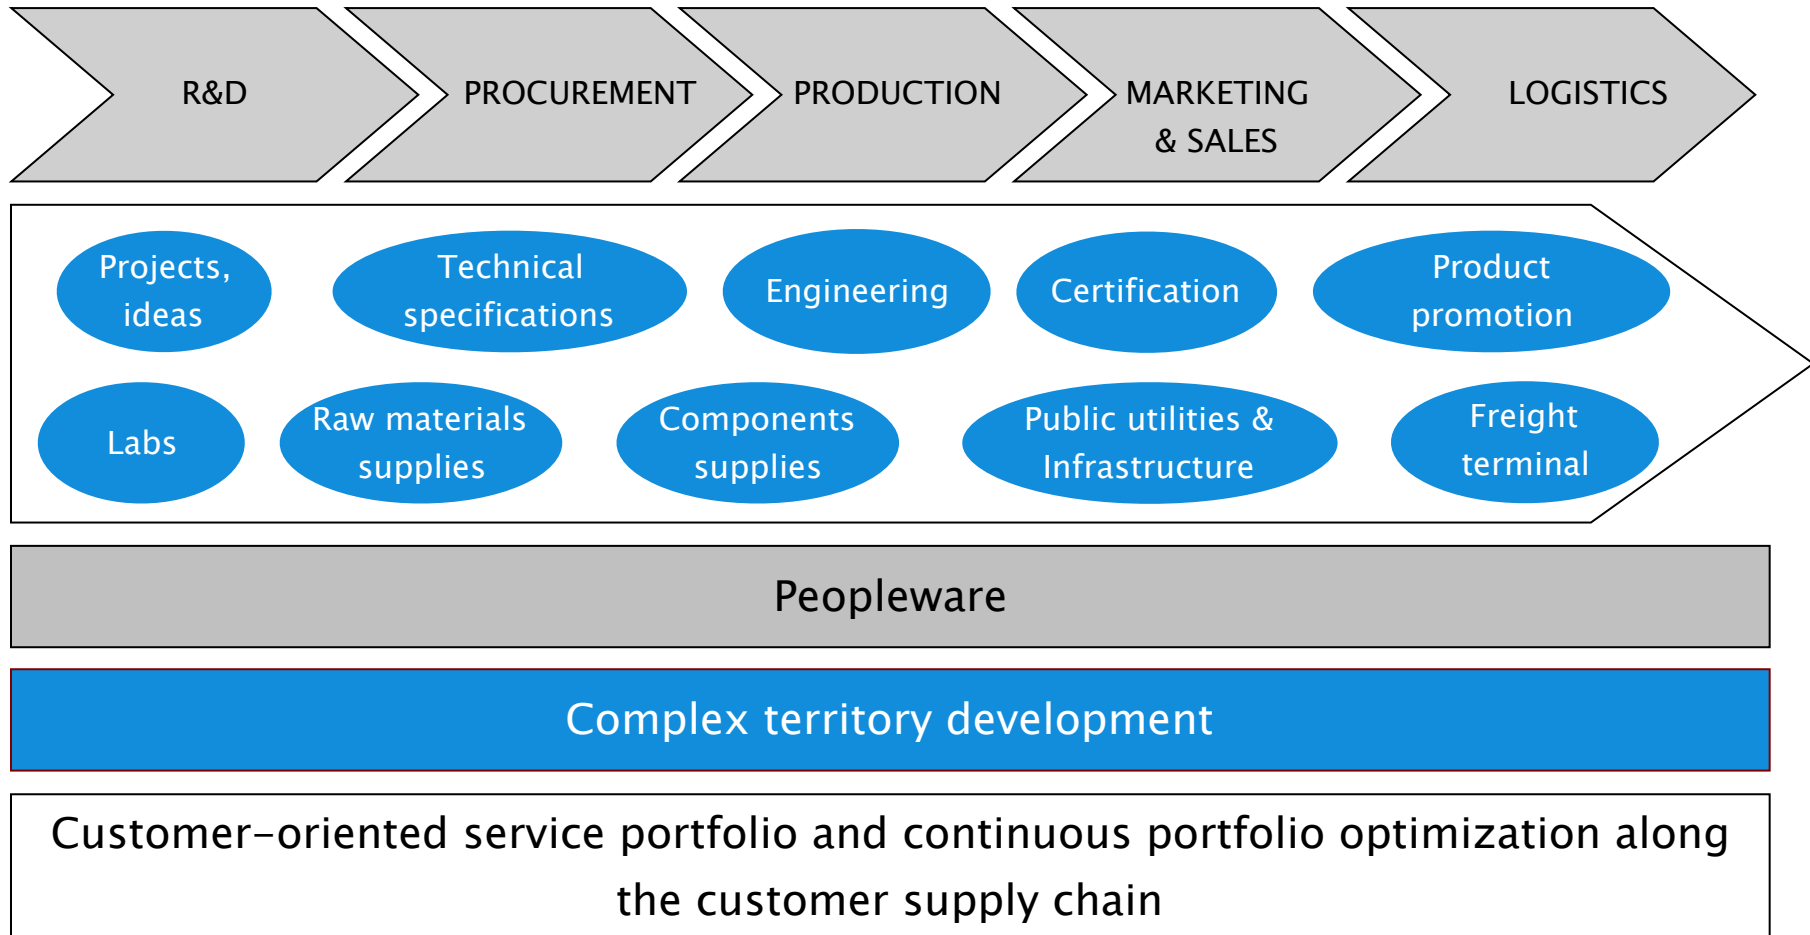 R&D
PROCUREMENT
PRODUCTION
MARKETING
& SALES
LOGISTICS
Projects,
ideas
Technical
specifications
Engineering
Certification
Product
promotion
Labs
Raw materials
supplies
Components
supplies
Public utilities &
Infrastructure
Freight
terminal
Peopleware
Complex territory development
Customer-oriented service portfolio and continuous portfolio optimization along
the customer supply chain